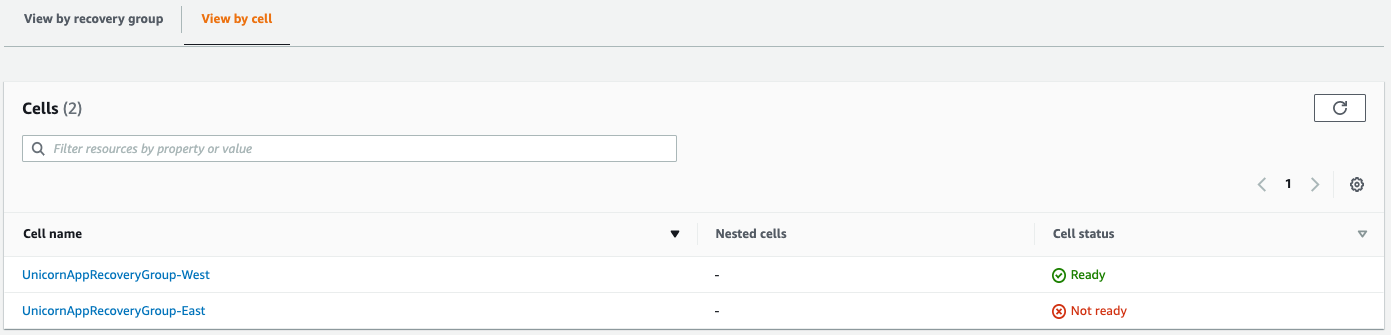 View by recovery group View by cell
Cells (2)
Filter resources by property or value
1
Cell name Nested cells Cell status
UnicornAppRecoveryGroup-West - Ready
UnicornAppRecoveryGroup-East - Not ready